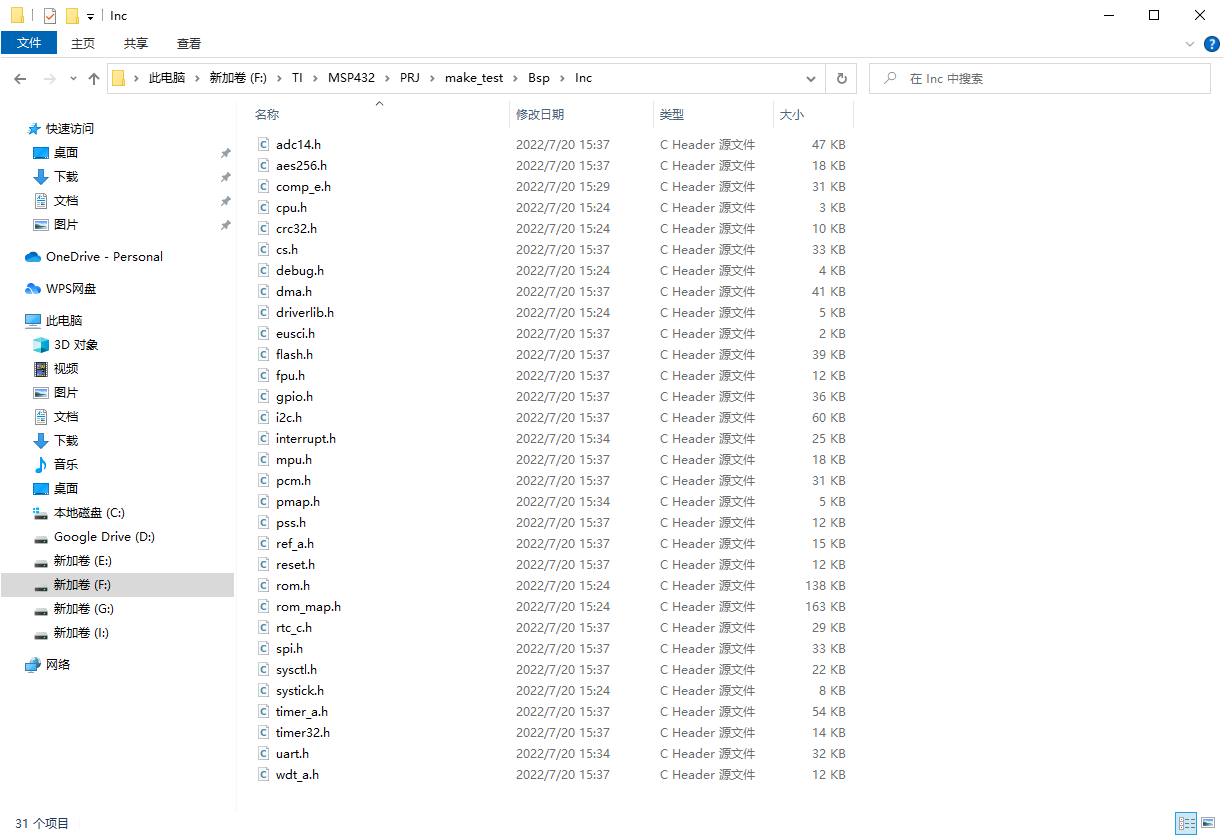 Inc
文件 主页 共享 查看
此电脑 新加卷 (F:) TI MSP432 PRJ make_test Bsp Inc
在 Inc 中搜索
快速访问
桌面
下载
文档
图片
OneDrive - Personal
WPS网盘
此电脑
3D 对象
视频
图片
文档
下载
音乐
桌面
本地磁盘 (C:)
Google Drive (D:)
新加卷 (E:)
新加卷 (F:)
新加卷 (G:)
新加卷 (I:)
网络
名称 修改日期 类型 大小
adc14.h 2022/7/20 15:37 C Header 源文件 47 KB
aes256.h 2022/7/20 15:37 C Header 源文件 18 KB
comp_e.h 2022/7/20 15:29 C Header 源文件 31 KB
cpu.h 2022/7/20 15:24 C Header 源文件 3 KB
crc32.h 2022/7/20 15:24 C Header 源文件 10 KB
cs.h 2022/7/20 15:37 C Header 源文件 33 KB
debug.h 2022/7/20 15:24 C Header 源文件 4 KB
dma.h 2022/7/20 15:37 C Header 源文件 41 KB
driverlib.h 2022/7/20 15:24 C Header 源文件 5 KB
eusci.h 2022/7/20 15:37 C Header 源文件 2 KB
flash.h 2022/7/20 15:37 C Header 源文件 39 KB
fpu.h 2022/7/20 15:37 C Header 源文件 12 KB
gpio.h 2022/7/20 15:37 C Header 源文件 36 KB
i2c.h 2022/7/20 15:37 C Header 源文件 60 KB
interrupt.h 2022/7/20 15:34 C Header 源文件 25 KB
mpu.h 2022/7/20 15:37 C Header 源文件 18 KB
pcm.h 2022/7/20 15:37 C Header 源文件 31 KB
pmap.h 2022/7/20 15:34 C Header 源文件 5 KB
pss.h 2022/7/20 15:37 C Header 源文件 12 KB
ref_a.h 2022/7/20 15:37 C Header 源文件 15 KB
reset.h 2022/7/20 15:37 C Header 源文件 12 KB
rom.h 2022/7/20 15:24 C Header 源文件 138 KB
rom_map.h 2022/7/20 15:24 C Header 源文件 163 KB
rtc_c.h 2022/7/20 15:37 C Header 源文件 29 KB
spi.h 2022/7/20 15:37 C Header 源文件 33 KB
sysctl.h 2022/7/20 15:37 C Header 源文件 22 KB
systick.h 2022/7/20 15:24 C Header 源文件 8 KB
timer_a.h 2022/7/20 15:37 C Header 源文件 54 KB
timer32.h 2022/7/20 15:37 C Header 源文件 14 KB
uart.h 2022/7/20 15:34 C Header 源文件 32 KB
wdt_a.h 2022/7/20 15:37 C Header 源文件 12 KB
31 个项目